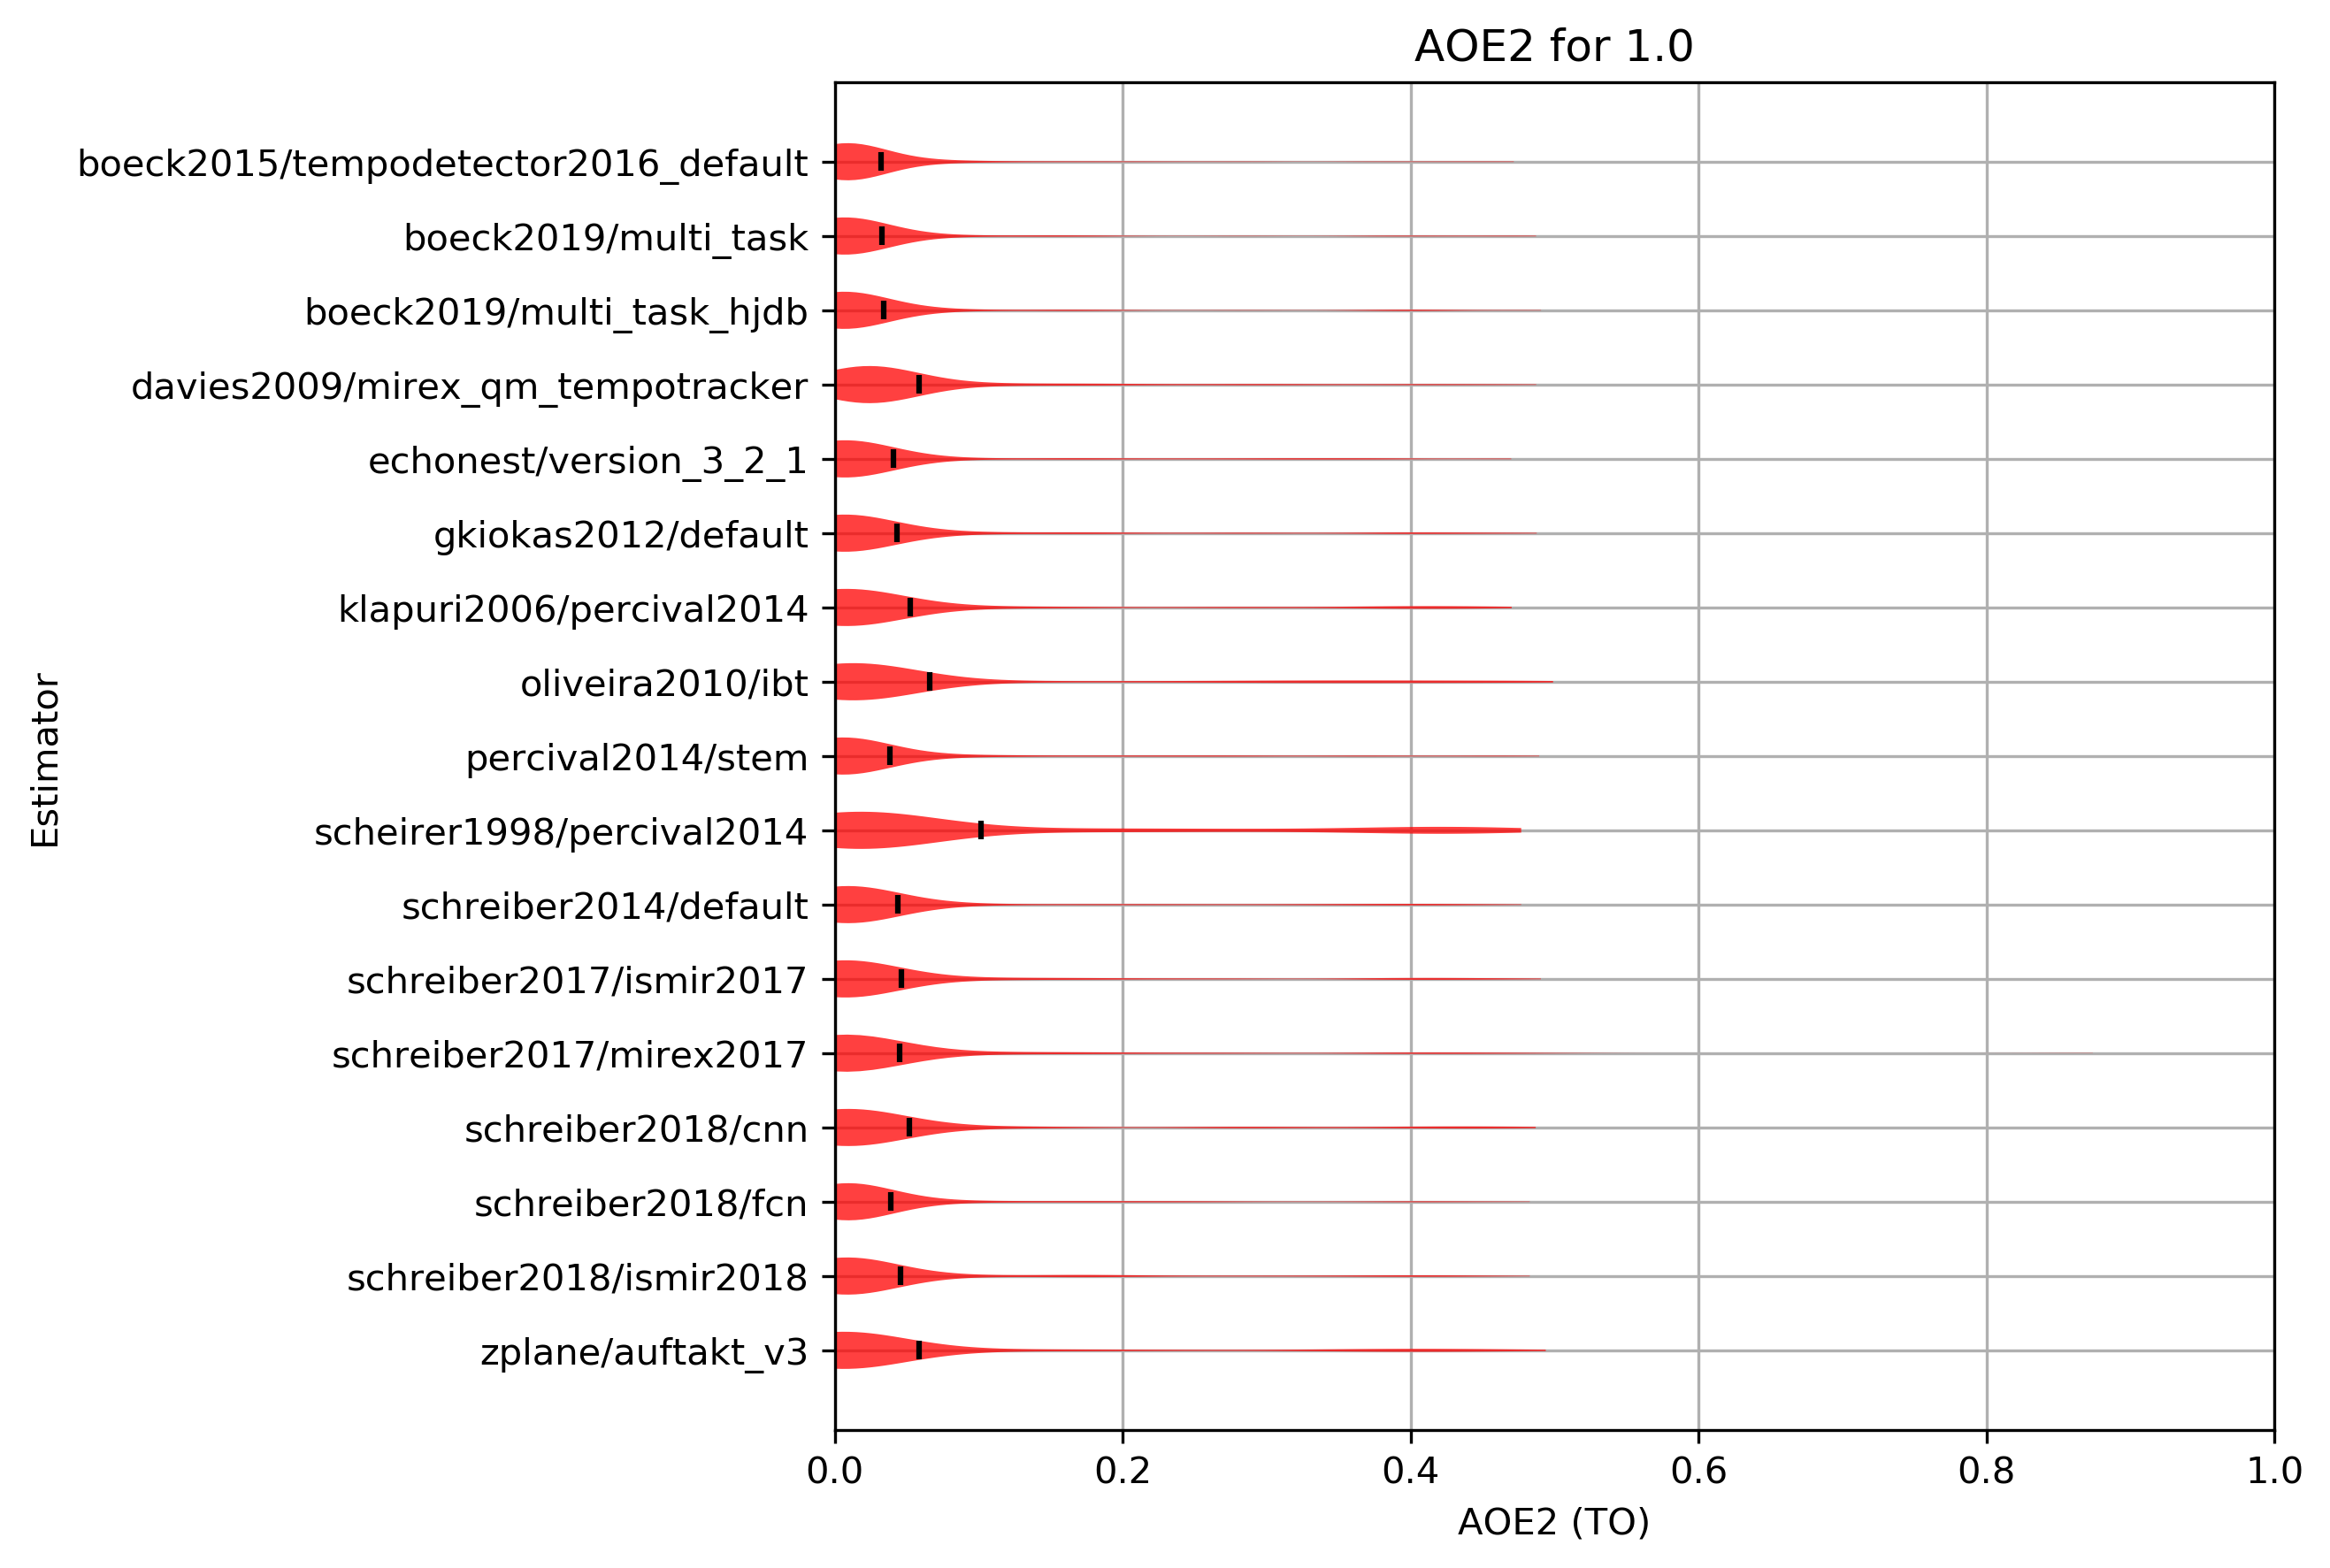 AOE2 for 1.0
boeck2015/tempodetector2016_default
boeck2019/multi_task
boeck2019/multi_task_hjdb
davies2009/mirex_qm_tempotracker
echonest/version_3_2_1
gkiokas2012/default
klapuri2006/percival2014
oliveira2010/ibt
percival2014/stem
scheirer1998/percival2014
schreiber2014/default
schreiber2017/ismir2017
schreiber2017/mirex2017
schreiber2018/cnn
schreiber2018/fcn
schreiber2018/ismir2018
zplane/auftakt_v3
Estimator
0.0 0.2 0.4 0.6 0.8 1.0
AOE2 (TO)